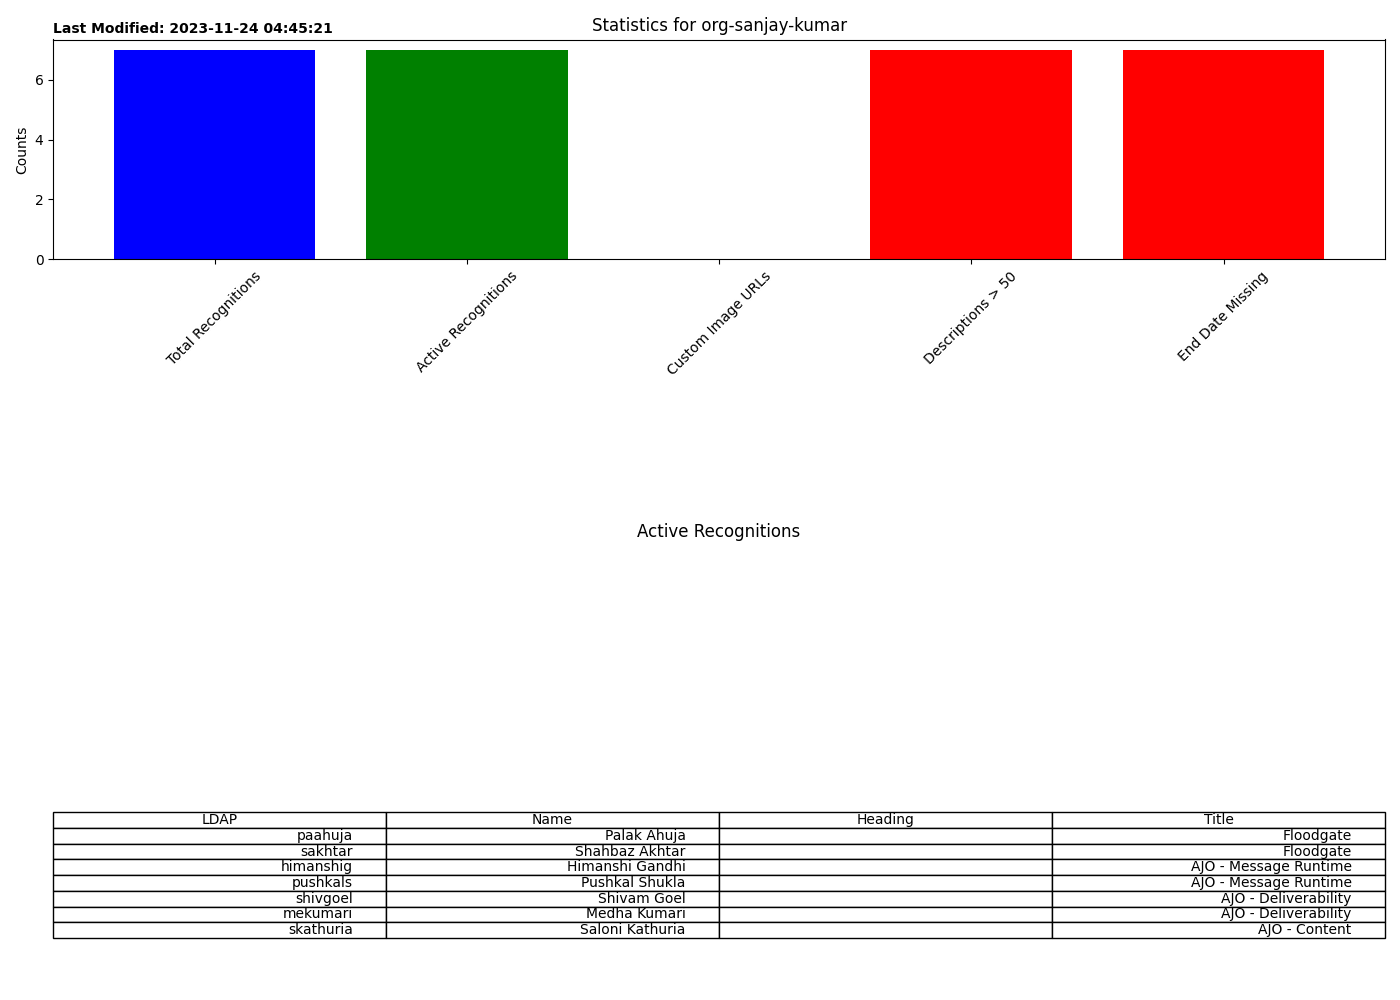 Last Modified: 2023-11-24 04:45:21
Statistics for org-sanjay-kumar
Counts
6
4
2
0
Total Recognitions
Active Recognitions
Custom Image URLs
Descriptions > 50
End Date Missing
Active Recognitions
LDAP Name Heading Title
paahuja Palak Ahuja Floodgate
sakhtar Shahbaz Akhtar Floodgate
himanshig Himanshi Gandhi AJO - Message Runtime
pushkals Pushkal Shukla AJO - Message Runtime
shivgoel Shivam Goel AJO - Deliverability
mekumari Medha Kumari AJO - Deliverability
skathuria Saloni Kathuria AJO - Content